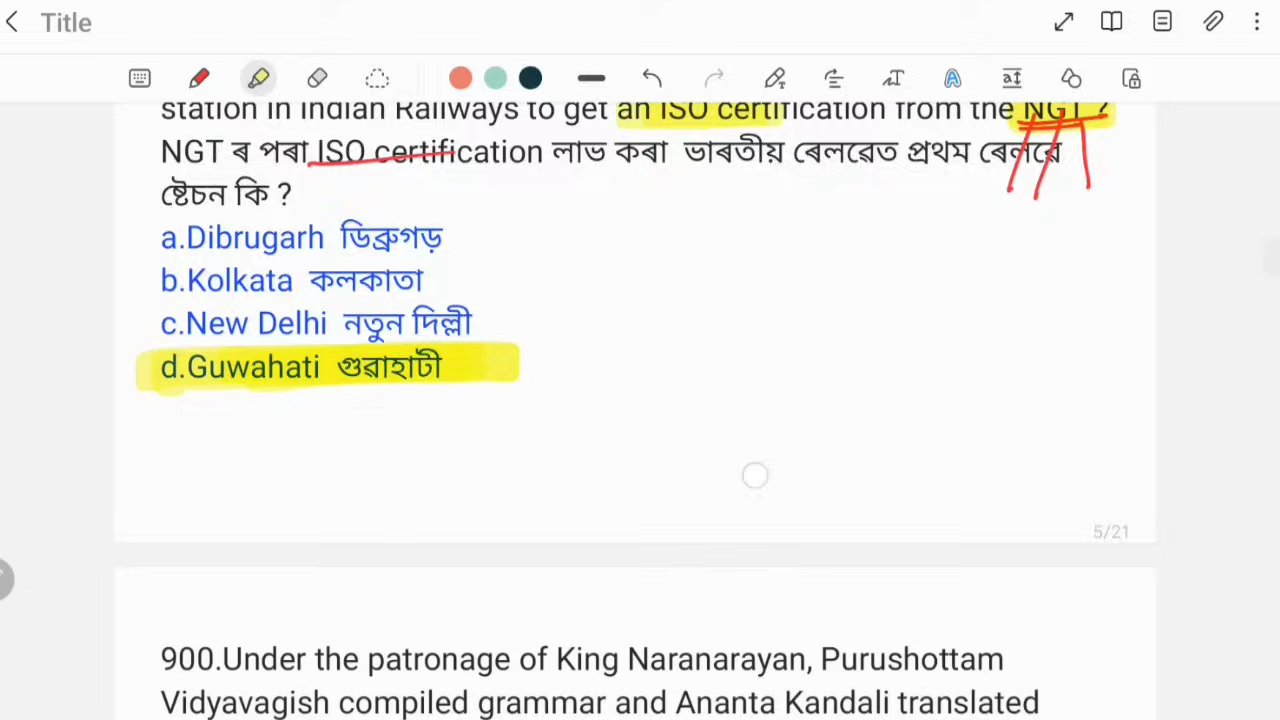 Title
station in Indian Railways to get an ISO certification from the NGT ?
NGT ৰ পৰা ISO certification লাভ কৰা ভাৰতীয় ৰেলৱেত প্ৰথম ৰেলৱে
ষ্টেচন কি ?
a.Dibrugarh ডিব্ৰুগড়
b.Kolkata কলকাতা
c.New Delhi নতুন দিল্লী
d.Guwahati গুৱাহাটী
5/21
900.Under the patronage of King Naranarayan, Purushottam
Vidyavagish compiled grammar and Ananta Kandali translated